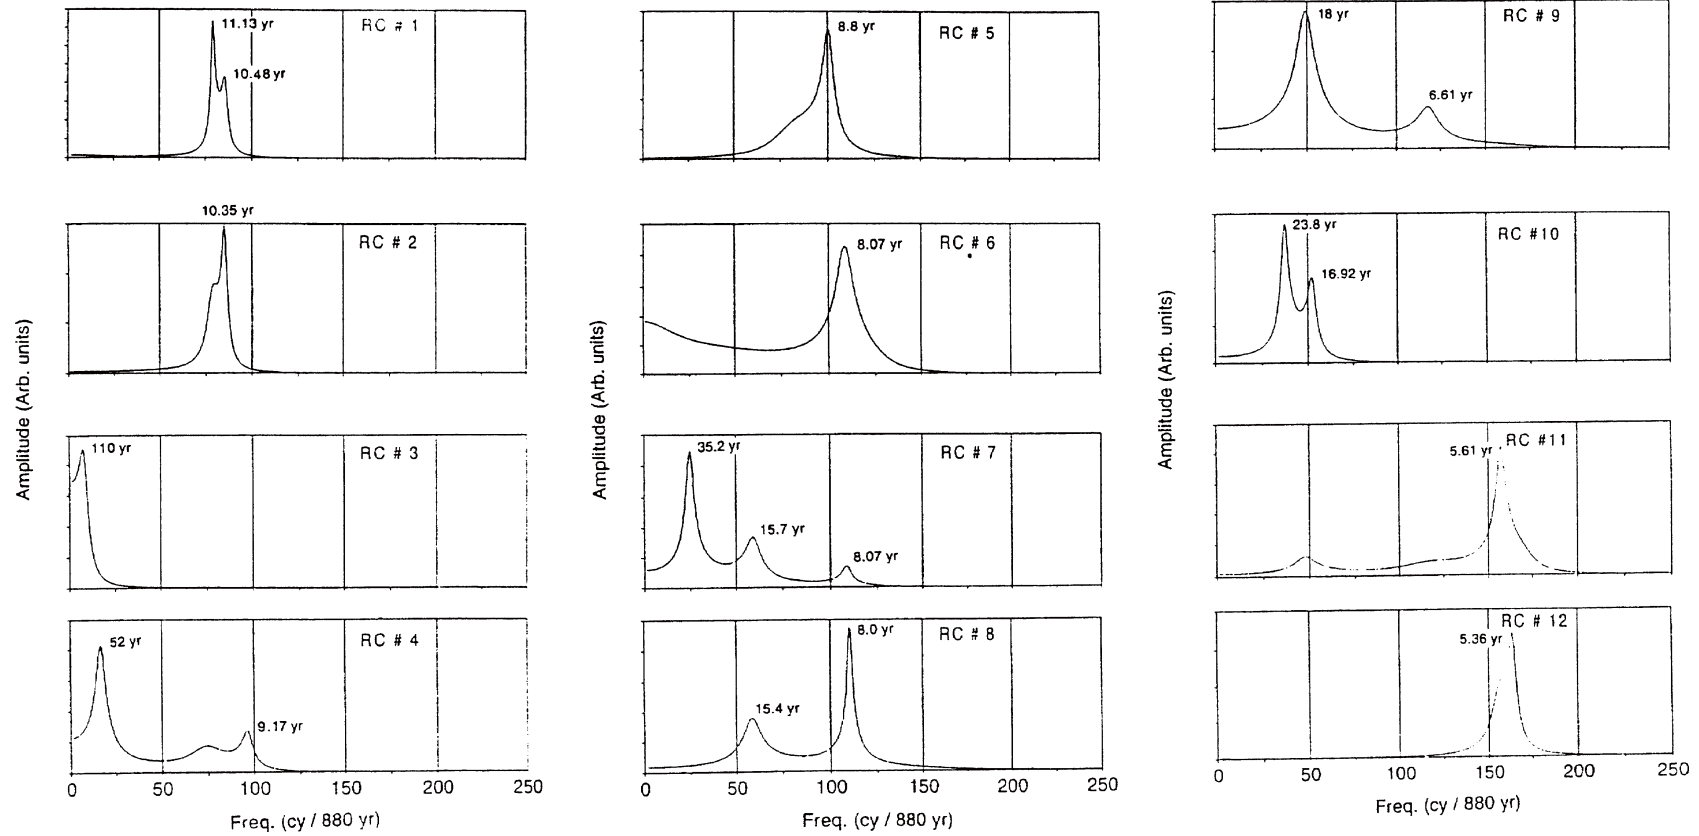 11.13 yr
RC # 1
10.48 yr
10.35 yr
RC # 2
110 yr
RC # 3
52 yr
RC # 4
9.17 yr
0 50 100 150 200 250
Freq. (cy / 880 yr)
Amplitude (Arb. units)
8.8 yr
RC # 5
8.07 yr
RC # 6
35.2 yr
RC # 7
15.7 yr
8.07 yr
8.0 yr
RC # 8
15.4 yr
0 50 100 150 200 250
Freq. (cy / 880 yr)
Amplitude (Arb. units)
18 yr
RC # 9
6.61 yr
23.8 yr
RC #10
16.92 yr
RC #11
5.61 yr
RC # 12
5.36 yr
0 50 100 150 200 250
Freq. (cy / 880 yr)
Amplitude (Arb. units)